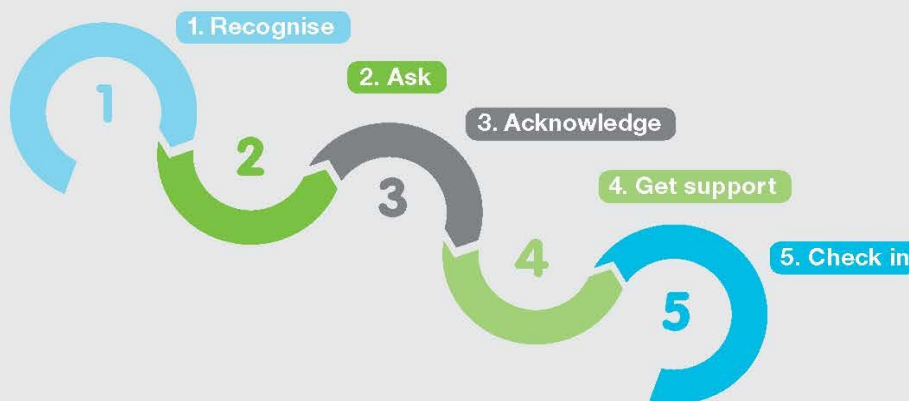 1. Recognise
1
2. Ask
2
3. Acknowledge
3
4. Get support
4
5. Check in
5